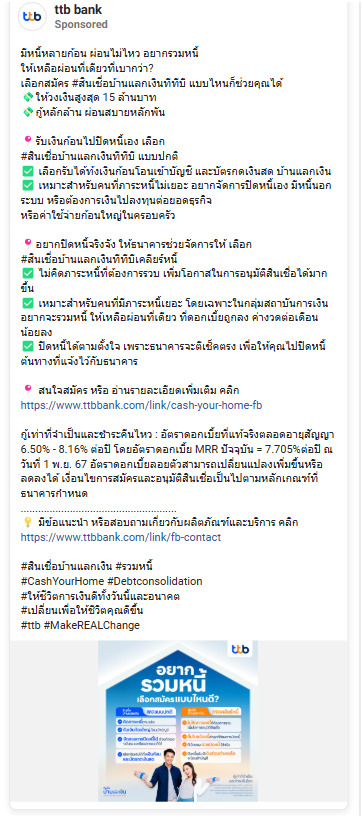 ttb bank
Sponsored
มีหนี้หลายก้อน ผ่อนไม่ไหว อยากรวมหนี้
ให้เหลือผ่อนที่เดียวที่เบากว่า?
เลือกสมัคร #สินเชื่อบ้านแลกเงินทีทีบี แบบไหนก็ช่วยคุณได้
💸 ให้วงเงินสูงสุด 15 ล้านบาท
💸 กู้หลักล้าน ผ่อนสบายหลักพัน
📍 รับเงินก้อนไปปิดหนี้เอง เลือก
#สินเชื่อบ้านแลกเงินทีทีบี แบบปกติ
✅ เลือกรับได้ทั้งเงินก้อนโอนเข้าบัญชี และบัตรกดเงินสด บ้านแลกเงิน
✅ เหมาะสำหรับคนที่ภาระหนี้ไม่เยอะ อยากจัดการปิดหนี้เอง มีหนี้นอก
ระบบ หรือต้องการเงินไปลงทุนต่อยอดธุรกิจ
หรือค่าใช้จ่ายก้อนใหญ่ในครอบครัว
📍 อยากปิดหนี้จริงจัง ให้ธนาคารช่วยจัดการให้ เลือก
#สินเชื่อบ้านแลกเงินทีทีบีเคลียร์หนี้
✅ ไม่คิดภาระหนี้ที่ต้องการรวบ เพิ่มโอกาสในการอนุมัติสินเชื่อได้มาก
ขึ้น
✅ เหมาะสำหรับคนที่มีภาระหนี้เยอะ โดยเฉพาะในกลุ่มสถาบันการเงิน
อยากจะรวมหนี้ ให้เหลือผ่อนที่เดียว ที่ดอกเบี้ยถูกลง ค่างวดต่อเดือน
น้อยลง
✅ ปิดหนี้ได้ตามตั้งใจ เพราะธนาคารจะตีเช็คตรง เพื่อให้คุณไปปิดหนี้
ต้นทางที่แจ้งไว้กับธนาคาร
📍 สนใจสมัคร หรือ อ่านรายละเอียดเพิ่มเติม คลิก
https://www.ttbbank.com/link/cash-your-home-fb
กู้เท่าที่จำเป็นและชำระคืนไหว : อัตราดอกเบี้ยที่แท้จริงตลอดอายุสัญญา
6.50% - 8.16% ต่อปี โดยอัตราดอกเบี้ย MRR ปัจจุบัน = 7.705%ต่อปี ณ
วันที่ 1 พ.ย. 67 อัตราดอกเบี้ยลอยตัวสามารถเปลี่ยนแปลงเพิ่มขึ้นหรือ
ลดลงได้ เงื่อนไขการสมัครและอนุมัติสินเชื่อเป็นไปตามหลักเกณฑ์ที่
ธนาคารกำหนด
......................................................
💡 มีข้อแนะนำ หรือสอบถามเกี่ยวกับผลิตภัณฑ์และบริการ คลิก
https://www.ttbbank.com/link/fb-contact
#สินเชื่อบ้านแลกเงิน #รวมหนี้
#CashYourHome #Debtconsolidation
#ให้ชีวิตการเงินดีทั้งวันนี้และอนาคต
#เปลี่ยนเพื่อให้ชีวิตคุณดีขึ้น
#ttb #MakeREALChange
ttb
อยาก
รวมหนี้
เลือกสมัครแบบไหนดี?